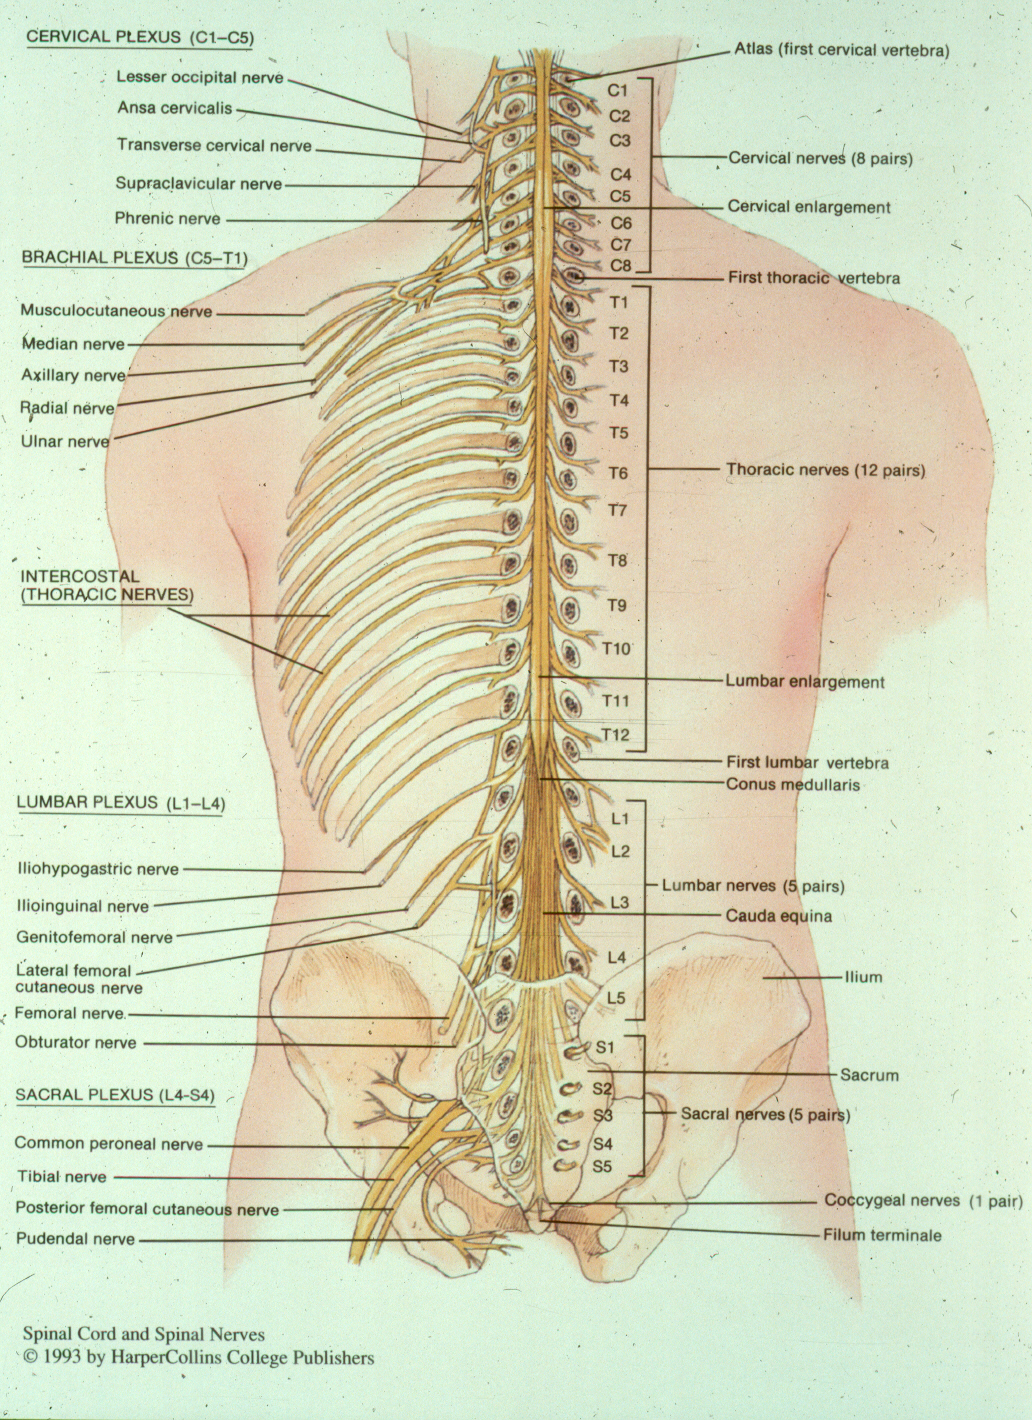 CERVICAL PLEXUS (C1–C5)
Lesser occipital nerve
Ansa cervicalis
Transverse cervical nerve
Supraclavicular nerve
Phrenic nerve
BRACHIAL PLEXUS (C5–T1)
Musculocutaneous nerve
Median nerve
Axillary nerve
Radial nerve
Ulnar nerve
INTERCOSTAL
(THORACIC NERVES)
LUMBAR PLEXUS (L1–L4)
Iliohypogastric nerve
Ilioinguinal nerve
Genitofemoral nerve
Lateral femoral
cutaneous nerve
Femoral nerve
Obturator nerve
SACRAL PLEXUS (L4-S4)
Common peroneal nerve
Tibial nerve
Posterior femoral cutaneous nerve
Pudendal nerve
C1
C2
C3
C4
C5
C6
C7
C8
T1
T2
T3
T4
T5
T6
T7
T8
T9
T10
T11
T12
L1
L2
L3
L4
L5
S1
S2
S3
S4
S5
Atlas (first cervical vertebra)
Cervical nerves (8 pairs)
Cervical enlargement
First thoracic vertebra
Thoracic nerves (12 pairs)
Lumbar enlargement
First lumbar vertebra
Conus medullaris
Lumbar nerves (5 pairs)
Cauda equina
Ilium
Sacrum
Sacral nerves (5 pairs)
Coccygeal nerves (1 pair)
Filum terminale
Spinal Cord and Spinal Nerves
© 1993 by HarperCollins College Publishers